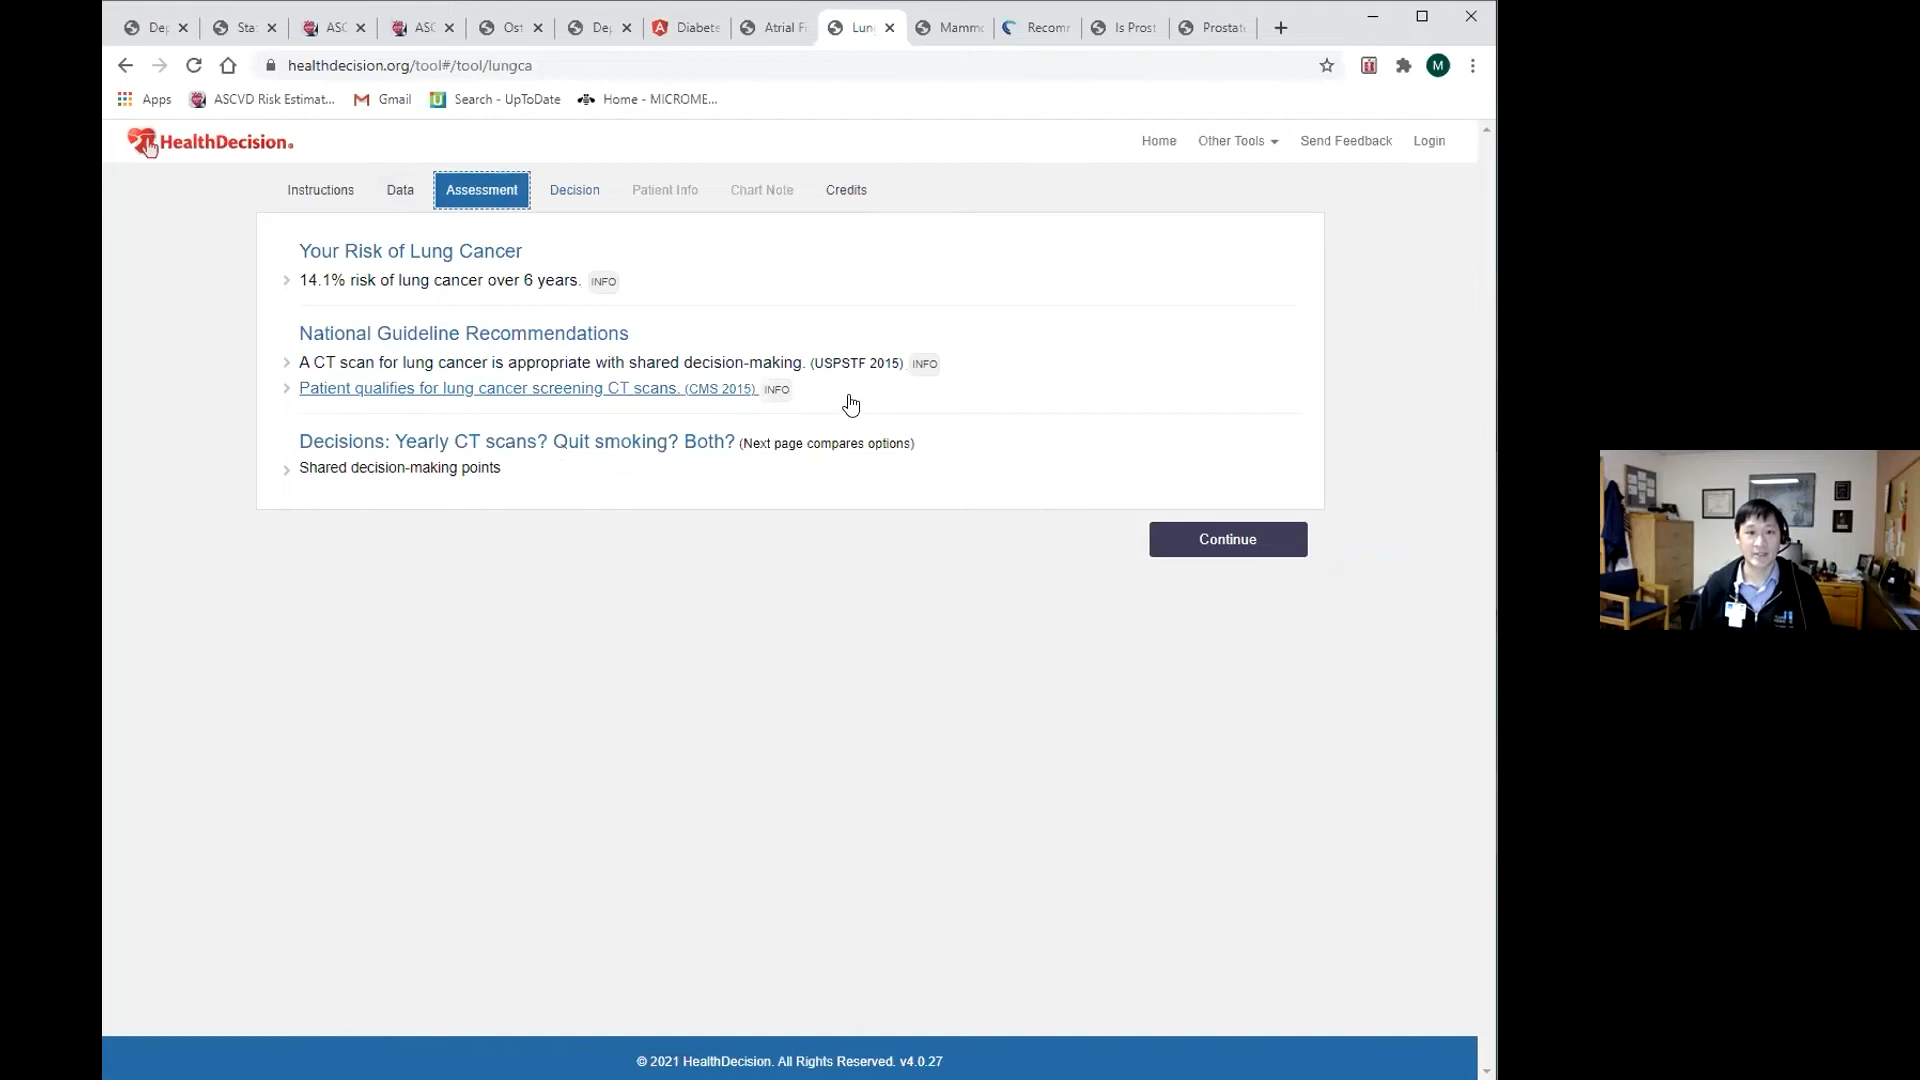 Dep
Sta
ASC
ASC
Ost
Dep
Diabete
Atrial Fi
Lun
Mammo
Recomr
Is Prost
Prostate
healthdecision.org/tool#/tool/lungca
M
Apps
ASCVD Risk Estimat...
Gmail
Search - UpToDate
Home - MICROME...
HealthDecision.
Home
Other Tools
Send Feedback
Login
Instructions
Data
Assessment
Decision
Patient Info
Chart Note
Credits
Your Risk of Lung Cancer
14.1% risk of lung cancer over 6 years. INFO
National Guideline Recommendations
A CT scan for lung cancer is appropriate with shared decision-making. (USPSTF 2015) INFO
Patient qualifies for lung cancer screening CT scans. (CMS 2015) INFO
Decisions: Yearly CT scans? Quit smoking? Both? (Next page compares options)
Shared decision-making points
Continue
© 2021 HealthDecision. All Rights Reserved. v4.0.27